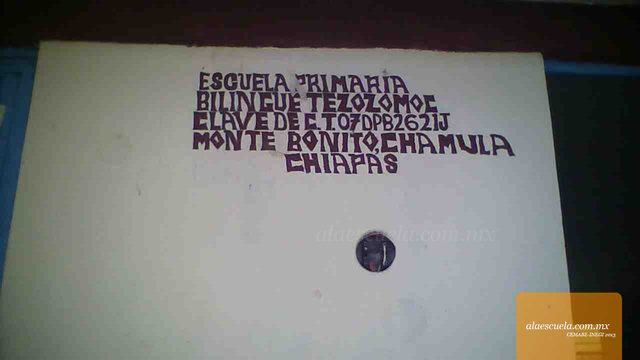 ESCUELA PRIMARIA
BILINGUE TEZOZOMOC
CLAVE DE C.T.07DPB2621J
MONTE BONITO,CHAMULA
CHIAPAS
alaescuela.com.mx
alaescuela.com.mx
CEMABE-INEGI 2013